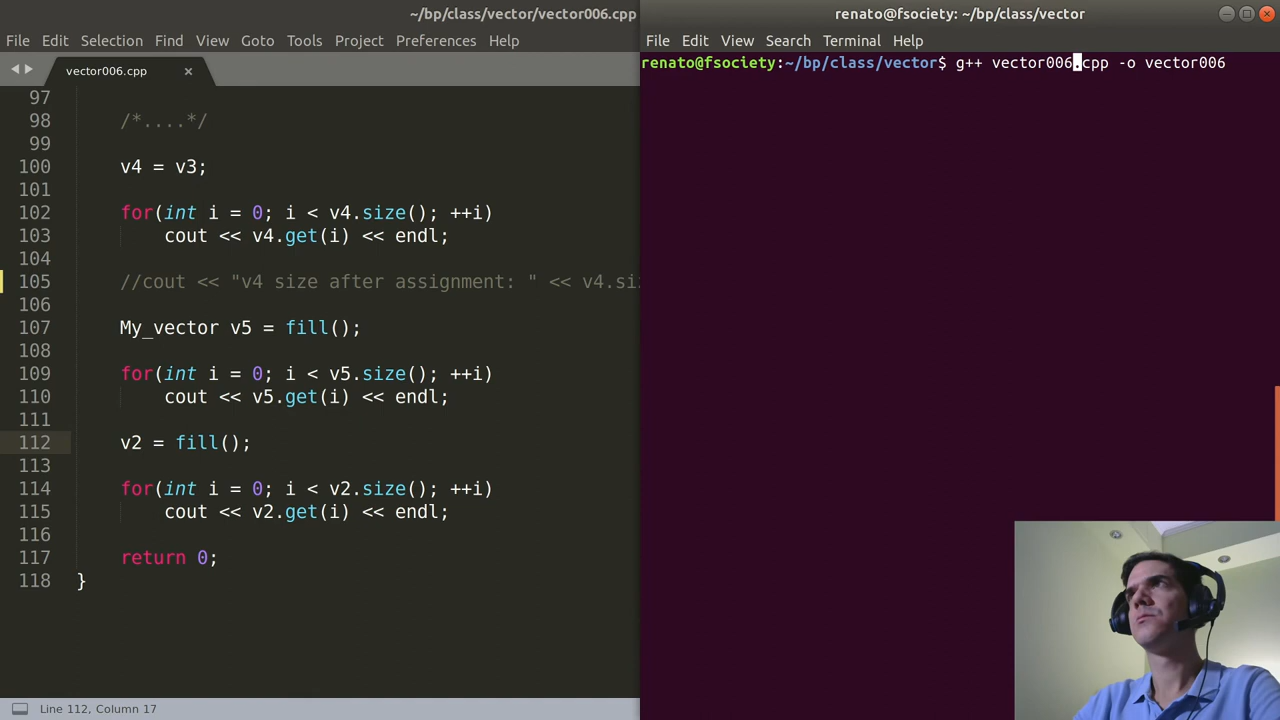 ~/bp/class/vector/vector006.cpp
File Edit Selection Find View Goto Tools Project Preferences Help
vector006.cpp ×
97
98 /*....*/
99
100 v4 = v3;
101
102 for(int i = 0; i < v4.size(); ++i)
103 cout << v4.get(i) << endl;
104
105 //cout << "v4 size after assignment: " << v4.si
106
107 My_vector v5 = fill();
108
109 for(int i = 0; i < v5.size(); ++i)
110 cout << v5.get(i) << endl;
111
112 v2 = fill();
113
114 for(int i = 0; i < v2.size(); ++i)
115 cout << v2.get(i) << endl;
116
117 return 0;
118 }
Line 112, Column 17
renato@fsociety: ~/bp/class/vector
File Edit View Search Terminal Help
renato@fsociety:~/bp/class/vector$ g++ vector006.cpp -o vector006